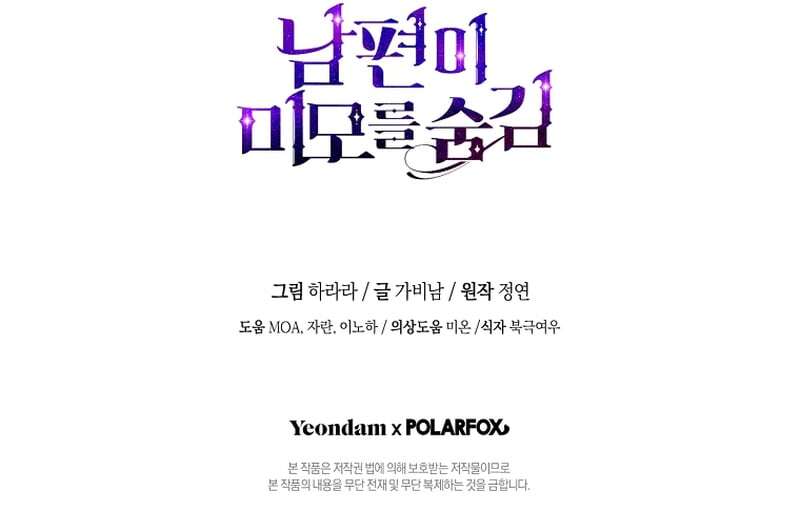 남편이
미모를 숨김
그림 하라라 / 글 가비남 / 원작 정연
도움 MOA, 자란, 이노하 / 의상도움 미온 /식자 북극여우
Yeondam x POLARFOX
본 작품은 저작권 법에 의해 보호받는 저작물이므로
본 작품의 내용을 무단 전재 및 무단 복제하는 것을 금합니다.